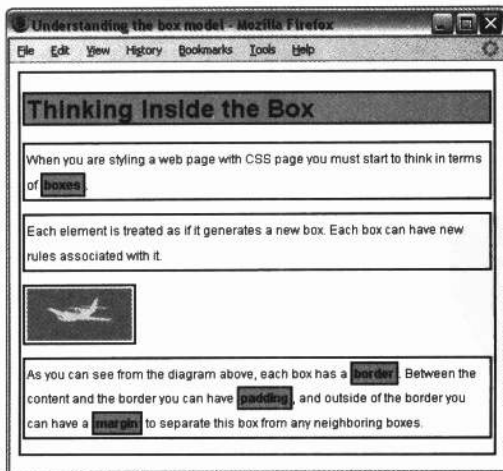 Understanding the box model - Mozilla Firefox
File Edit View History Bookmarks Tools Help
Thinking Inside the Box
When you are styling a web page with CSS page you must start to think in terms
of boxes.
Each element is treated as if it generates a new box. Each box can have new
rules associated with it.
As you can see from the diagram above, each box has a border. Between the
content and the border you can have padding, and outside of the border you
can have a margin to separate this box from any neighboring boxes.